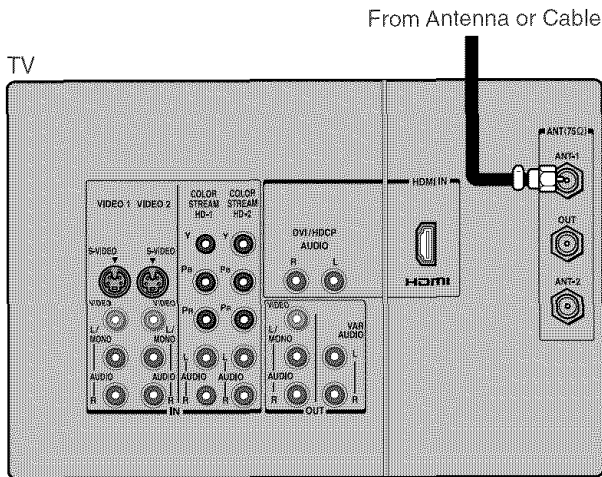 From Antenna or Cable
TV
ANT(75Ω)
ANT-1
OUT
ANT-2
HDMI IN
HDMI
DVI/HDCP
AUDIO
R L
VIDEO 1 VIDEO 2
COLOR
STREAM
HD-1
COLOR
STREAM
HD-2
S-VIDEO S-VIDEO
Y Y
PB PB
PR PR
VIDEO VIDEO
L/
MONO
L/
MONO
L L
AUDIO AUDIO AUDIO AUDIO
R R R R
IN
VIDEO
L/
MONO
VAR
AUDIO
L
AUDIO
R R
OUT